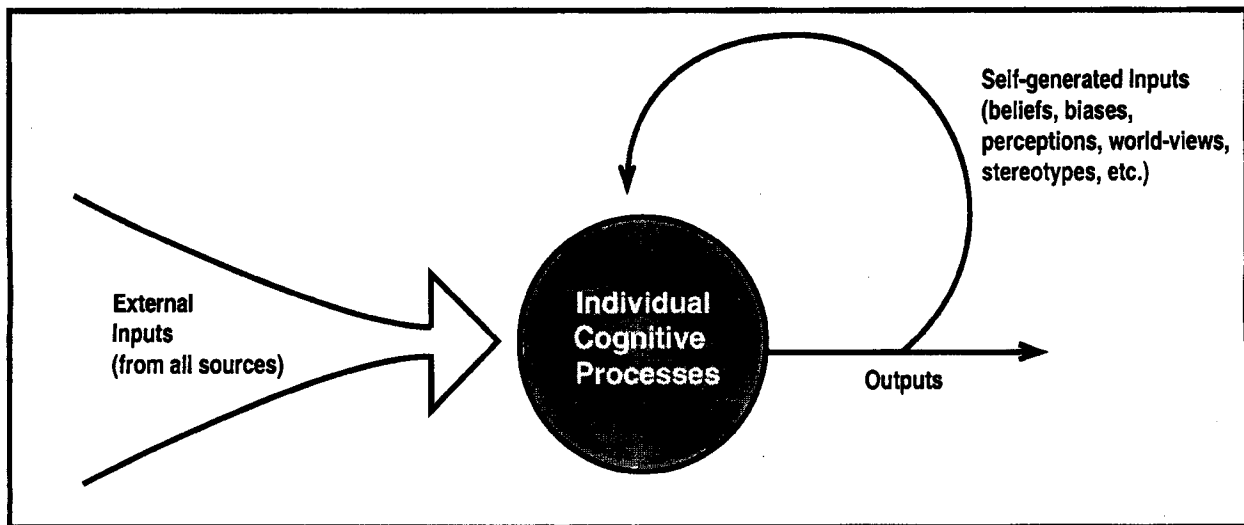 Self-generated Inputs
(beliefs, biases,
perceptions, world-views,
stereotypes, etc.)
External
Inputs
(from all sources)
Individual
Cognitive
Processes
Outputs